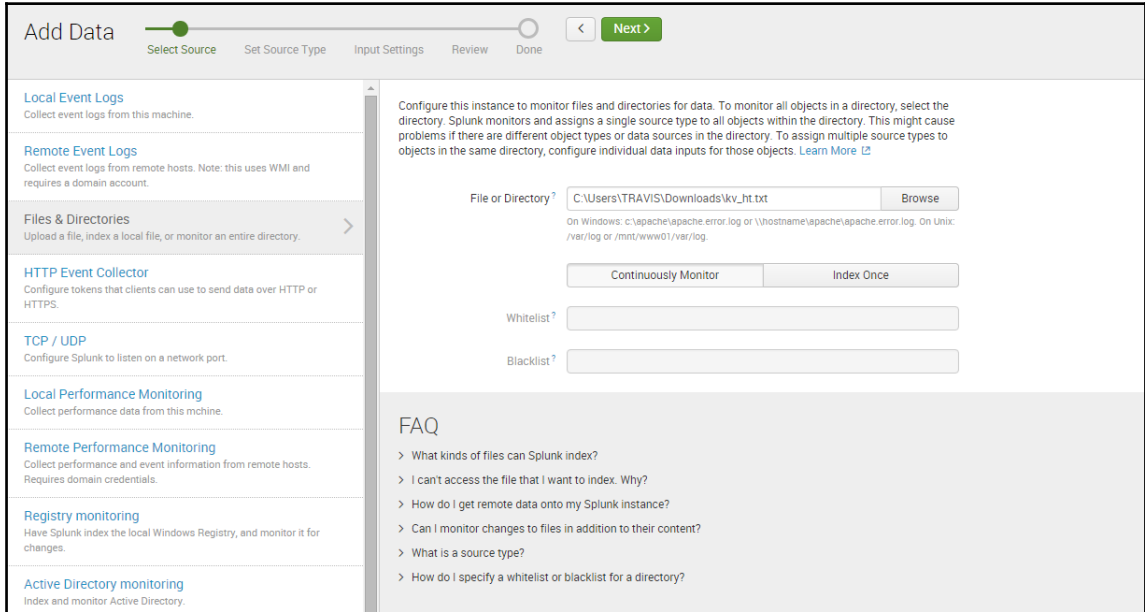 Add Data
Select Source
Set Source Type
Input Settings
Review
Done
<
Next >
Local Event Logs
Collect event logs from this machine.
Remote Event Logs
Collect event logs from remote hosts. Note: this uses WMI and
requires a domain account.
Files & Directories
Upload a file, index a local file, or monitor an entire directory.
HTTP Event Collector
Configure tokens that clients can use to send data over HTTP or
HTTPS.
TCP / UDP
Configure Splunk to listen on a network port.
Local Performance Monitoring
Collect performance data from this mchine.
Remote Performance Monitoring
Collect performance and event information from remote hosts.
Requires domain credentials.
Registry monitoring
Have Splunk index the local Windows Registry, and monitor it for
changes.
Active Directory monitoring
Index and monitor Active Directory.
Configure this instance to monitor files and directories for data. To monitor all objects in a directory, select the
directory. Splunk monitors and assigns a single source type to all objects within the directory. This might cause
problems if there are different object types or data sources in the directory. To assign multiple source types to
objects in the same directory, configure individual data inputs for those objects. Learn More
File or Directory ? C:\Users\TRAVIS\Downloads\kv_ht.txt Browse
On Windows: c:\apache\apache.error.log or \\hostname\apache\apache.error.log. On Unix:
/var/log or /mnt/www01/var/log.
Continuously Monitor Index Once
Whitelist ?
Blacklist ?
FAQ
> What kinds of files can Splunk index?
> I can't access the file that I want to index. Why?
> How do I get remote data onto my Splunk instance?
> Can I monitor changes to files in addition to their content?
> What is a source type?
> How do I specify a whitelist or blacklist for a directory?